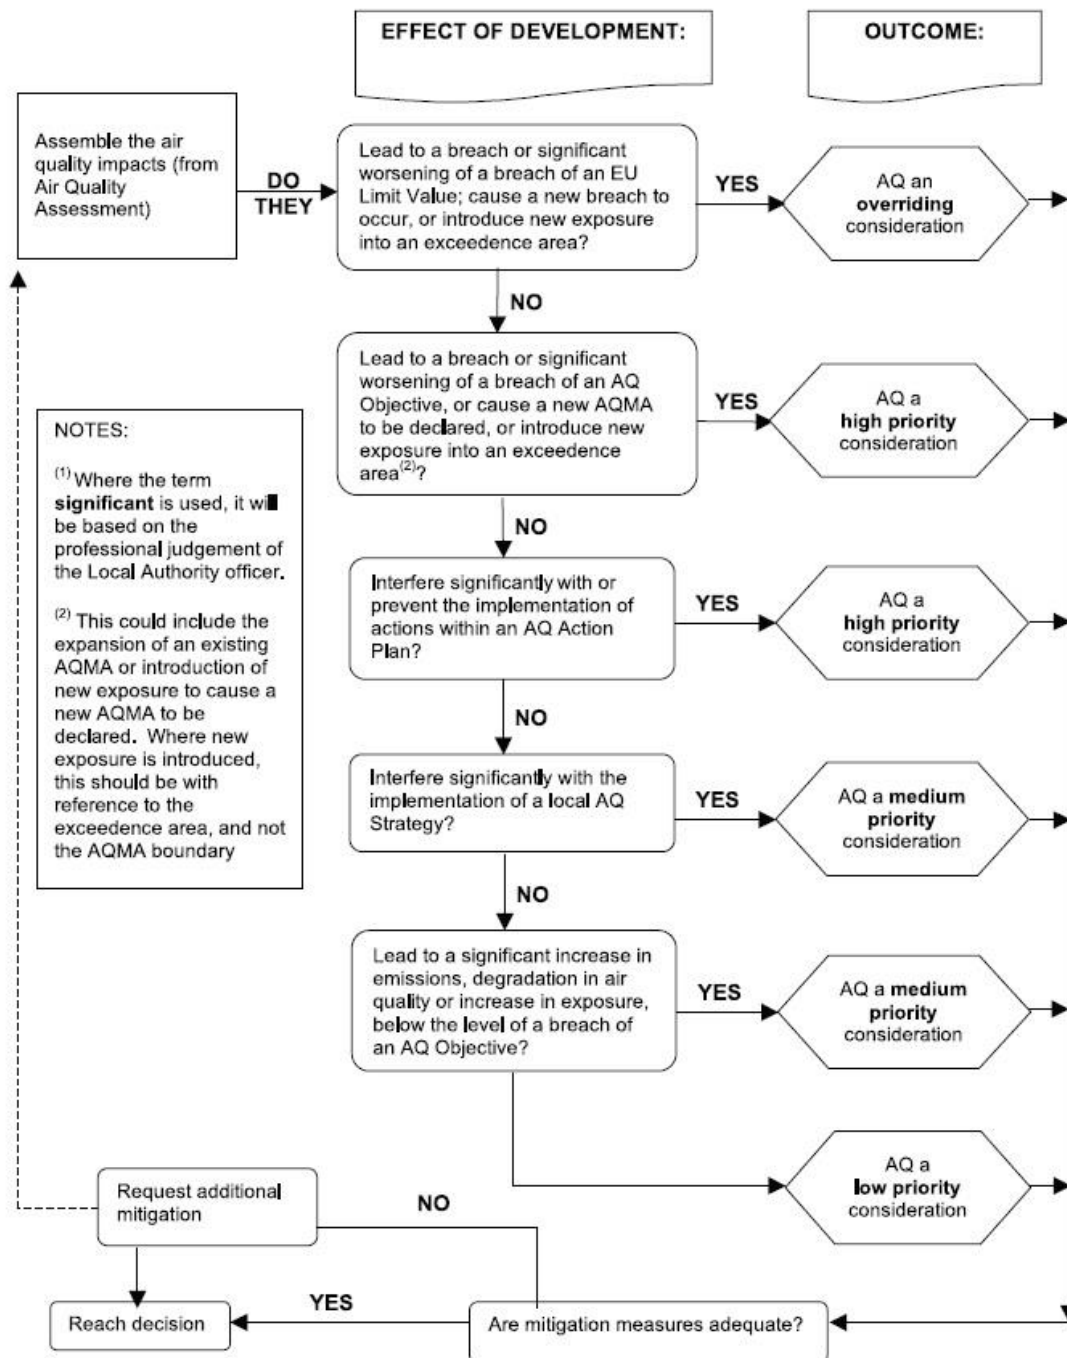 EFFECT OF DEVELOPMENT:
OUTCOME:
Assemble the air
quality impacts (from
Air Quality
Assessment)
DO
THEY
Lead to a breach or significant
worsening of a breach of an EU
Limit Value; cause a new breach to
occur, or introduce new exposure
into an exceedence area?
YES
AQ an
overriding
consideration
NO
Lead to a breach or significant
worsening of a breach of an AQ
Objective, or cause a new AQMA
to be declared, or introduce new
exposure into an exceedence
area(2)?
YES
AQ a
high priority
consideration
NOTES:
(1) Where the term
significant is used, it will
be based on the
professional judgement of
the Local Authority officer.
(2) This could include the
expansion of an existing
AQMA or introduction of
new exposure to cause a
new AQMA to be
declared. Where new
exposure is introduced,
this should be with
reference to the
exceedence area, and not
the AQMA boundary
NO
Interfere significantly with or
prevent the implementation of
actions within an AQ Action
Plan?
YES
AQ a
high priority
consideration
NO
Interfere significantly with the
implementation of a local AQ
Strategy?
YES
AQ a medium
priority
consideration
NO
Lead to a significant increase in
emissions, degradation in air
quality or increase in exposure,
below the level of a breach of
an AQ Objective?
YES
AQ a medium
priority
consideration
AQ a
low priority
consideration
Request additional
mitigation
NO
Reach decision
YES
Are mitigation measures adequate?